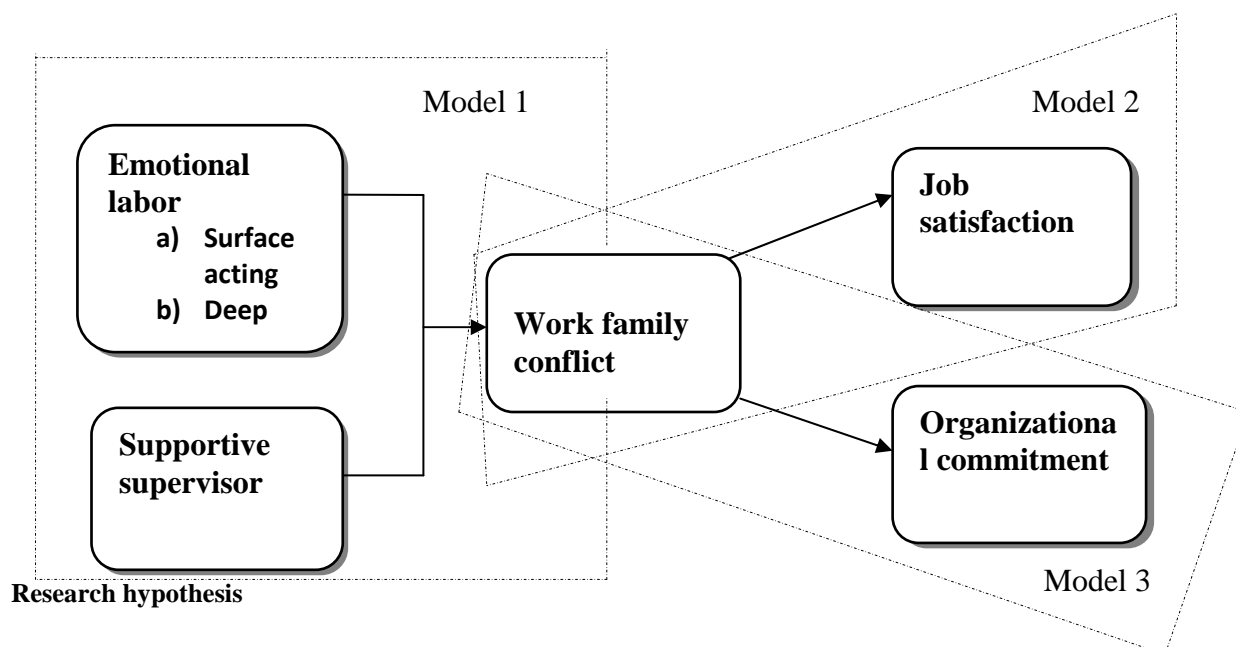 Model 1
Emotional
labor
a) Surface
acting
b) Deep
Supportive
supervisor
Work family
conflict
Model 2
Job
satisfaction
Organizationa
l commitment
Model 3
Research hypothesis